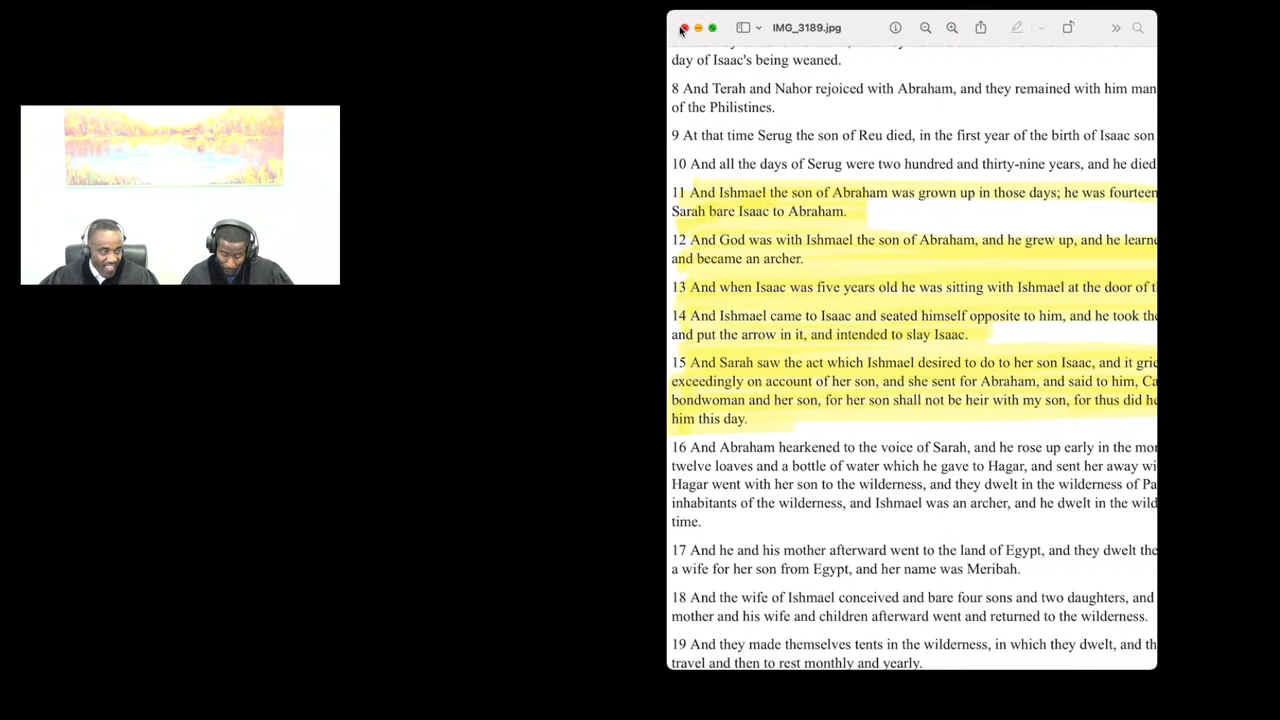 IMG_3189.jpg
day of Isaac's being weaned.
8 And Terah and Nahor rejoiced with Abraham, and they remained with him man
of the Philistines.
9 At that time Serug the son of Reu died, in the first year of the birth of Isaac son
10 And all the days of Serug were two hundred and thirty-nine years, and he died
11 And Ishmael the son of Abraham was grown up in those days; he was fourteen
Sarah bare Isaac to Abraham.
12 And God was with Ishmael the son of Abraham, and he grew up, and he learne
and became an archer.
13 And when Isaac was five years old he was sitting with Ishmael at the door of t
14 And Ishmael came to Isaac and seated himself opposite to him, and he took the
and put the arrow in it, and intended to slay Isaac.
15 And Sarah saw the act which Ishmael desired to do to her son Isaac, and it grie
exceedingly on account of her son, and she sent for Abraham, and said to him, Ca
bondwoman and her son, for her son shall not be heir with my son, for thus did he
him this day.
16 And Abraham hearkened to the voice of Sarah, and he rose up early in the mor
twelve loaves and a bottle of water which he gave to Hagar, and sent her away wi
Hagar went with her son to the wilderness, and they dwelt in the wilderness of Pa
inhabitants of the wilderness, and Ishmael was an archer, and he dwelt in the wild
time.
17 And he and his mother afterward went to the land of Egypt, and they dwelt the
a wife for her son from Egypt, and her name was Meribah.
18 And the wife of Ishmael conceived and bare four sons and two daughters, and
mother and his wife and children afterward went and returned to the wilderness.
19 And they made themselves tents in the wilderness, in which they dwelt, and th
travel and then to rest monthly and yearly.